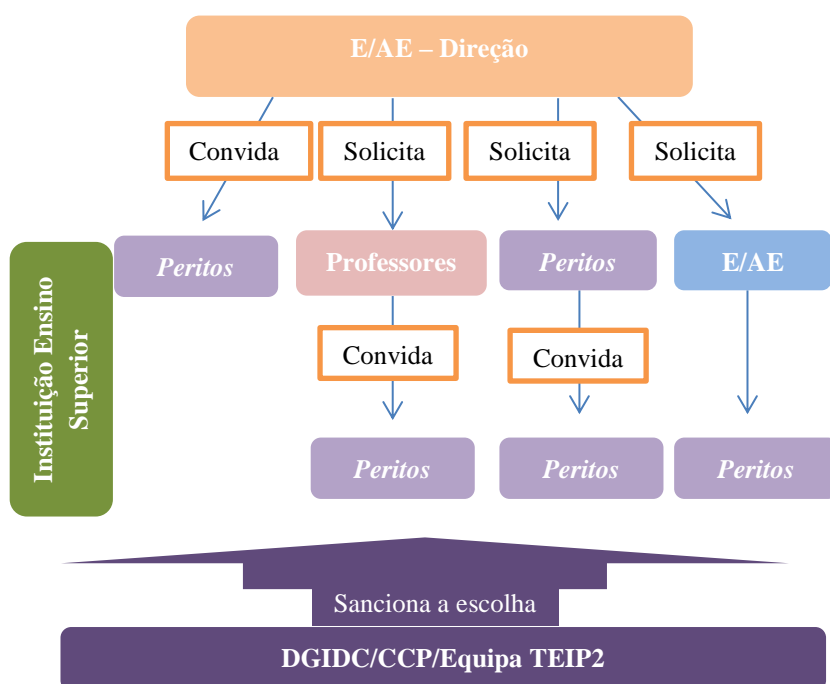 E/AE – Direção
Convida
Solicita
Solicita
Solicita
Instituição Ensino
Superior
Peritos
Professores
Peritos
E/AE
Convida
Convida
Peritos
Peritos
Peritos
Sanciona a escolha
DGIDC/CCP/Equipa TEIP2